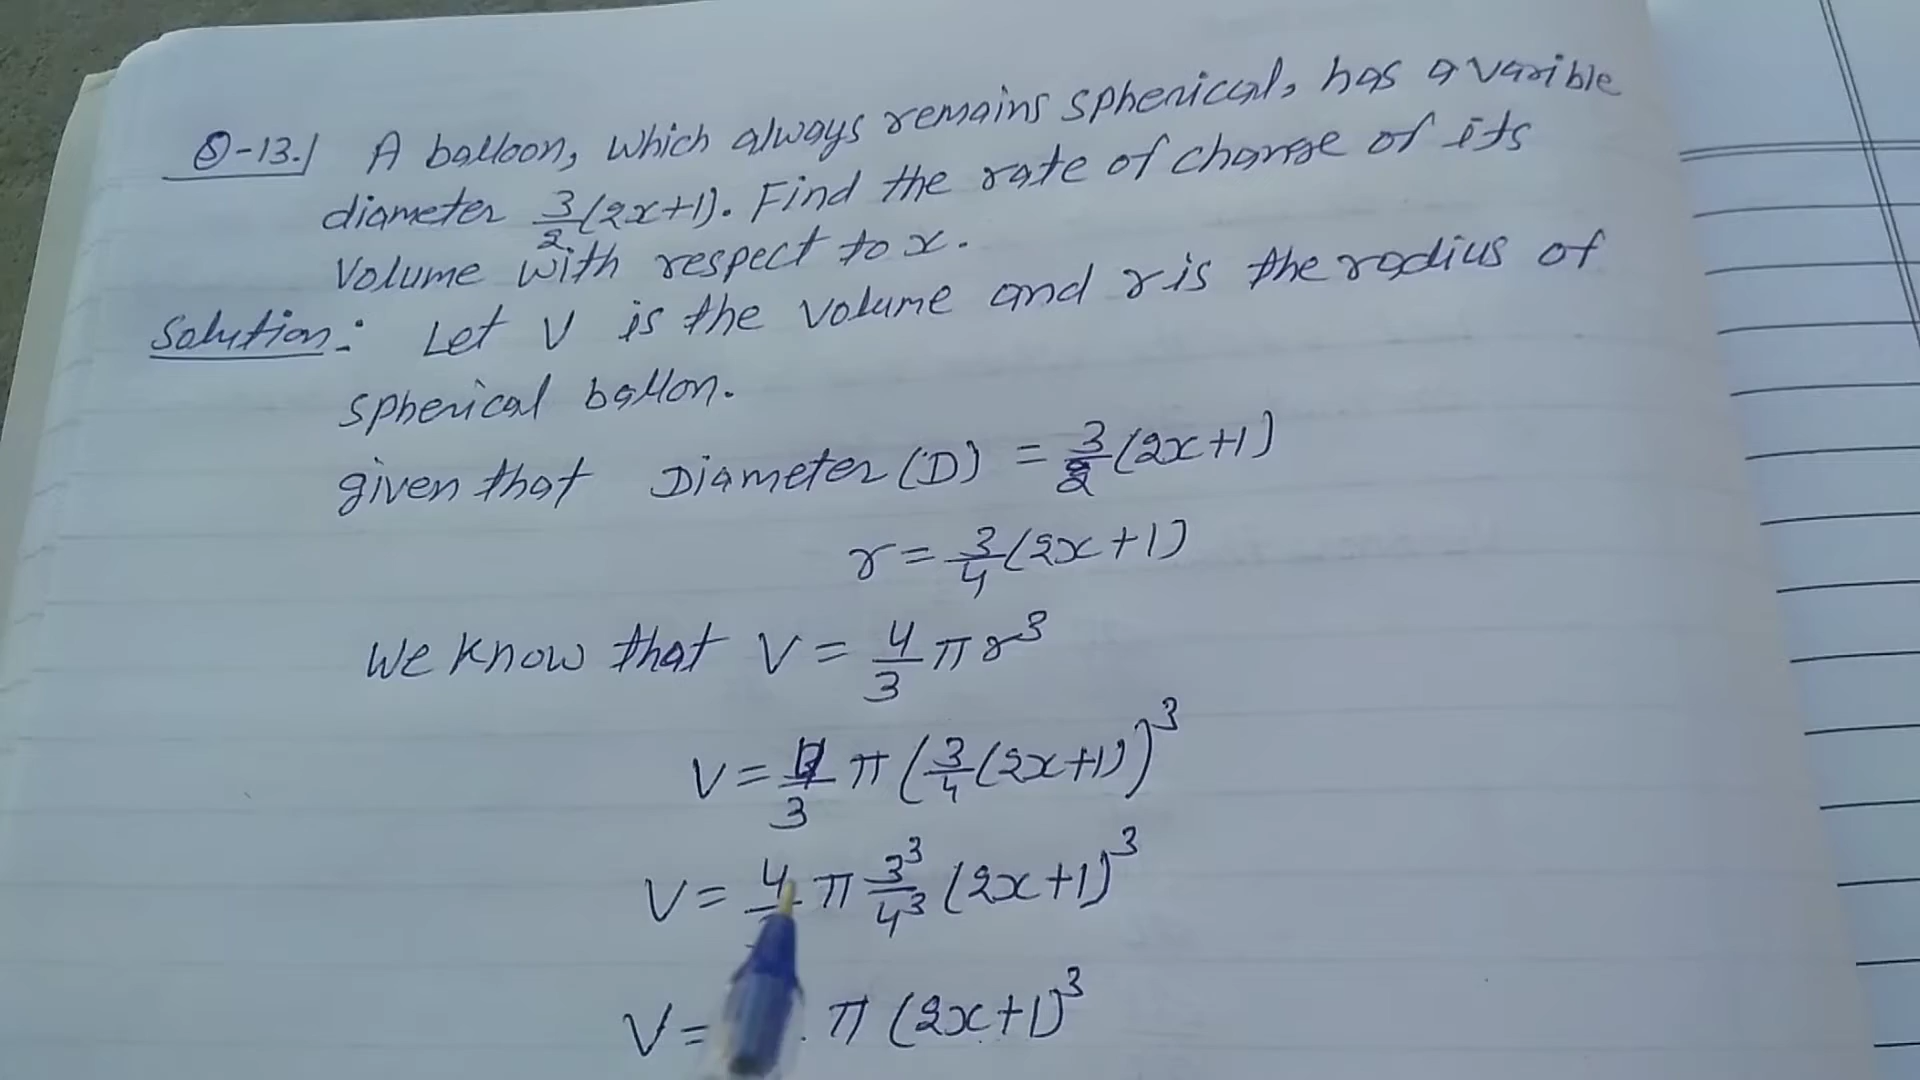 Q-13.| A balloon, which always remains spherical, has a varible
diameter 3/2(2x+1). Find the rate of change of its
Volume with respect to x.
Solution: Let V is the volume and r is the radius of
spherical ballon.
given that Diameter (D) = 3/2(2x+1)
r = 3/4(2x+1)
We know that V = 4/3 π r³
V = 4/3 π (3/4(2x+1))³
V = 4 π 3³/4³ (2x+1)³
V = . π (2x+1)³